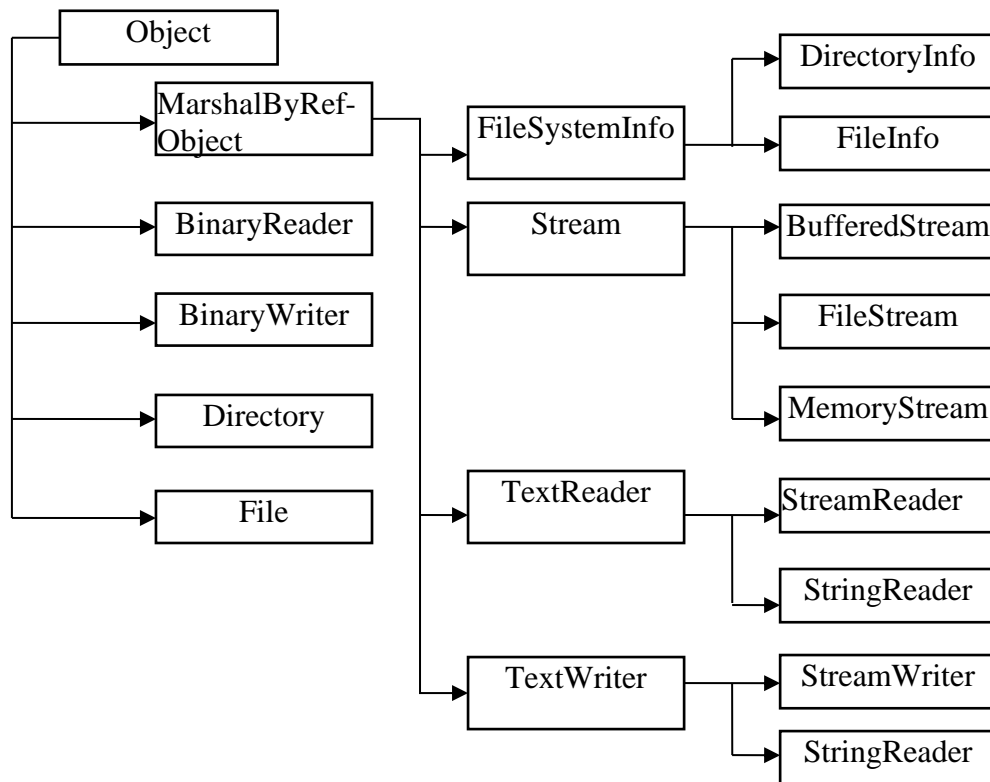 Object
MarshalByRef-
Object
BinaryReader
BinaryWriter
Directory
File
FileSystemInfo
Stream
TextReader
TextWriter
DirectoryInfo
FileInfo
BufferedStream
FileStream
MemoryStream
StreamReader
StringReader
StreamWriter
StringReader